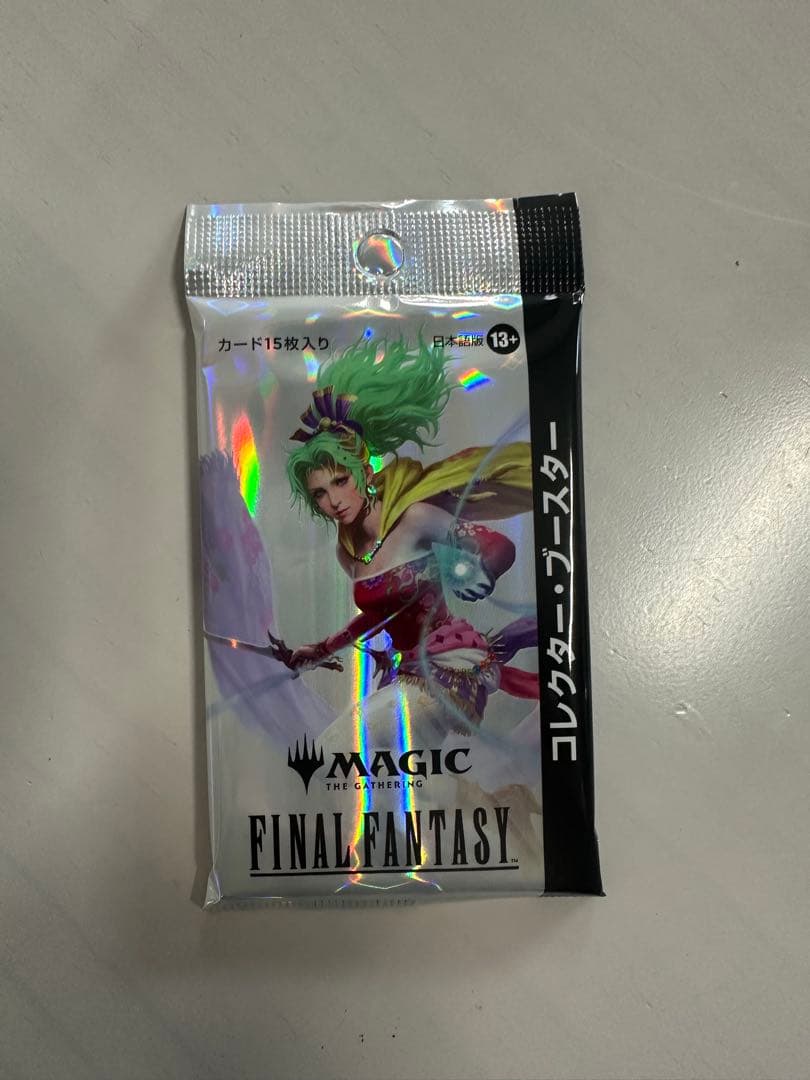 カード15枚入り
日本語版 13+
コレクター・ブースター
MAGIC
THE GATHERING
FINAL FANTASY™